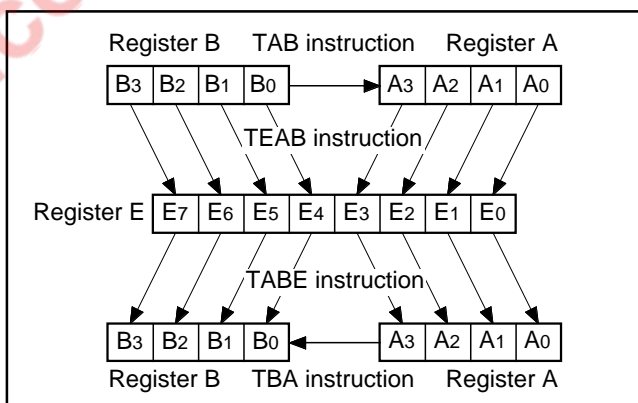 Register B TAB instruction Register A
B3 B2 B1 B0 A3 A2 A1 A0
TEAB instruction
Register E E7 E6 E5 E4 E3 E2 E1 E0
TABE instruction
B3 B2 B1 B0 A3 A2 A1 A0
Register B TBA instruction Register A